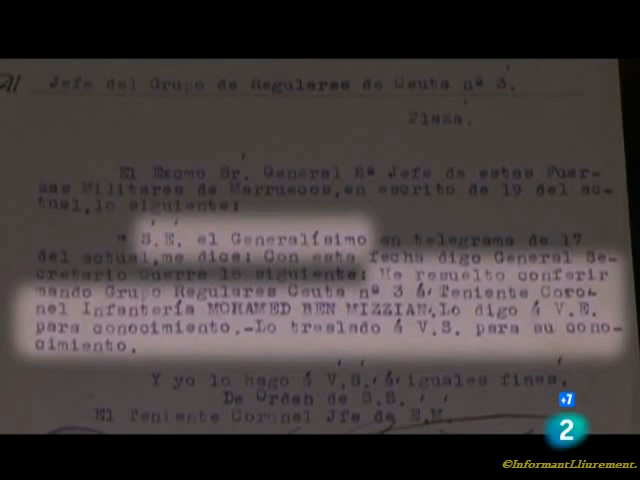 Jefe del Grupo de Regulares de Ceuta nº 3.
Plaza.
El Excmo Sr. General 2º Jefe de estas Fuer-
zas Militares de Marruecos, en escrito de 19 del ac-
tual, lo siguiente:
" S.E. el Generalísimo en telegrama de 17
del actual, me dice: Con esta fecha digo General Se-
cretario Guerra lo siguiente: He resuelto conferir
mando Grupo Regulares Ceuta nº 3 á Teniente Coro-
nel Infantería MOHAMED BEN MIZZIAN. Lo digo á V.E.
para conocimiento.-Lo traslado á V.S. para su cono-
cimiento.
Y yo lo hago á V.S. á iguales fines.
De Orden de S.S.
El Teniente Coronel Jfe de E.M.
+7
2
©InformantLliurement.